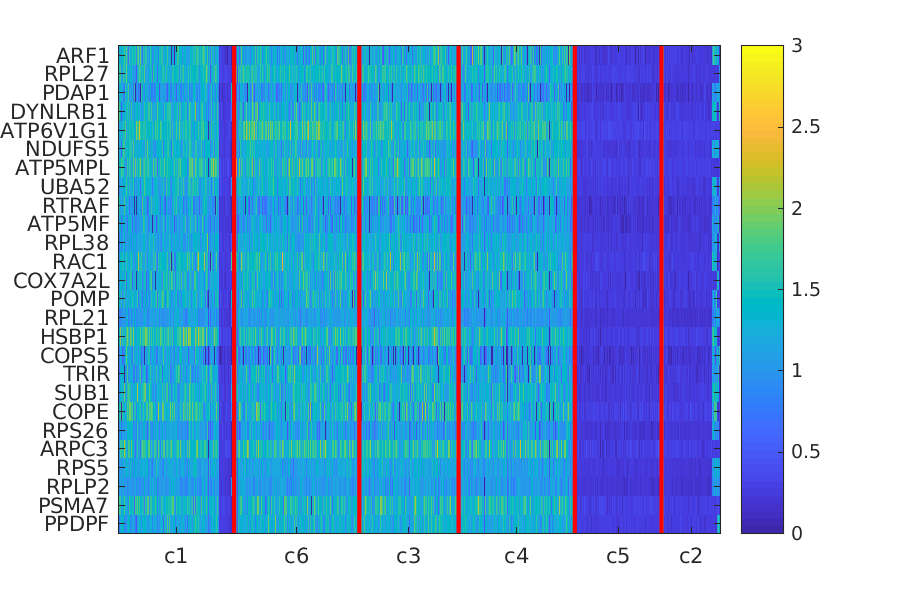 ARF1
RPL27
PDAP1
DYNLRB1
ATP6V1G1
NDUFS5
ATP5MPL
UBA52
RTRAF
ATP5MF
RPL38
RAC1
COX7A2L
POMP
RPL21
HSBP1
COPS5
TRIR
SUB1
COPE
RPS26
ARPC3
RPS5
RPLP2
PSMA7
PPDPF
c1 c6 c3 c4 c5 c2
3
2.5
2
1.5
1
0.5
0